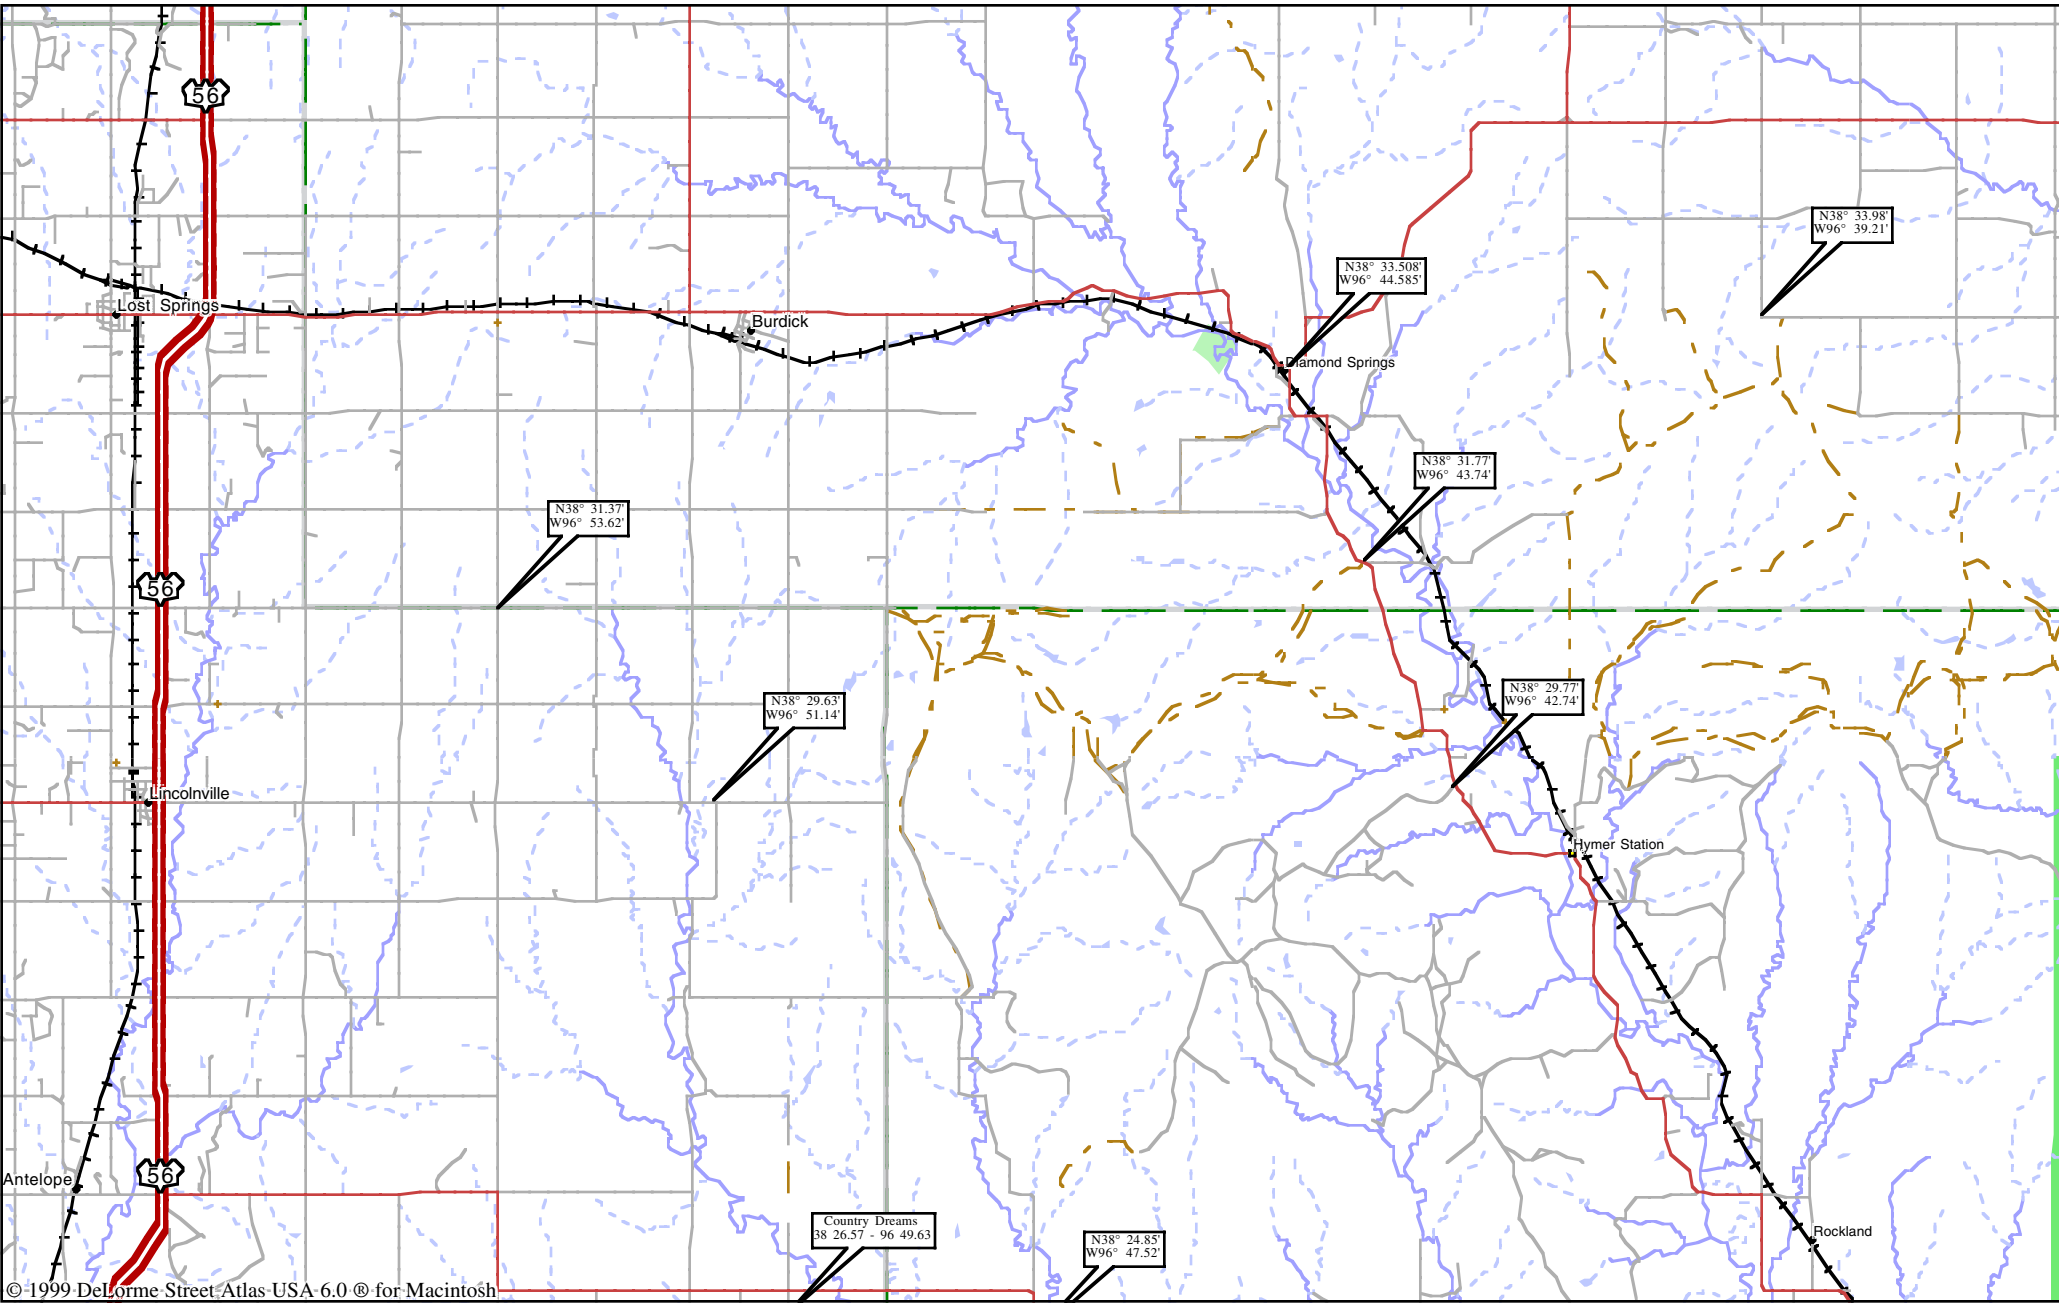 56
N38° 33.98'
W96° 39.21'
N38° 33.508'
W96° 44.585'
Lost Springs
Burdick
Diamond Springs
N38° 31.77'
W96° 43.74'
N38° 31.37'
W96° 53.62'
56
N38° 29.77'
W96° 42.74'
N38° 29.63'
W96° 51.14'
Lincolnville
Hymer Station
56
Antelope
Country Dreams
38 26.57 - 96 49.63
N38° 24.85'
W96° 47.52'
Rockland
© 1999 DeLorme Street Atlas USA 6.0 ® for Macintosh